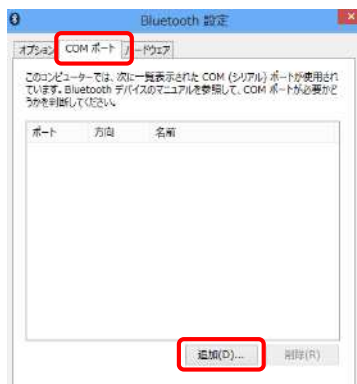 Bluetooth 設定
オプション COM ポート ハードウェア
このコンピューターでは、次に一覧表示された COM (シリアル) ポートが使用され
ています。Bluetooth デバイスのマニュアルを参照して、COM ポートが必要かど
うかを判断してください。
ポート 方向 名前
追加(D)... 削除(R)